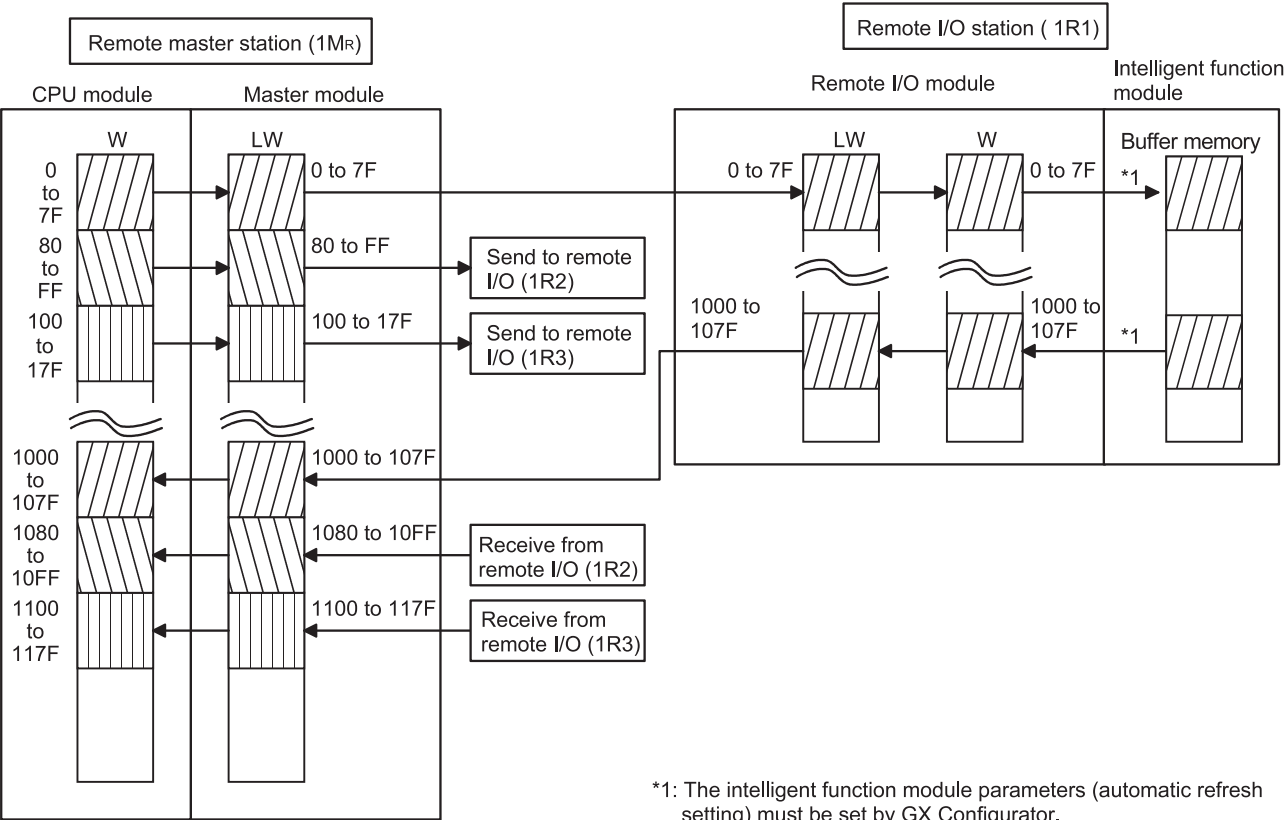 Remote master station (1MR)
Remote I/O station ( 1R1)
CPU module
Master module
Remote I/O module
Intelligent function
module
W
LW
LW
W
Buffer memory
0
to
7F
0 to 7F
0 to 7F
0 to 7F
*1
80
to
FF
80 to FF
Send to remote
I/O (1R2)
100
to
17F
100 to 17F
Send to remote
I/O (1R3)
1000 to
107F
1000 to
107F
*1
1000
to
107F
1000 to 107F
1080
to
10FF
1080 to 10FF
Receive from
remote I/O (1R2)
1100
to
117F
1100 to 117F
Receive from
remote I/O (1R3)
*1: The intelligent function module parameters (automatic refresh
setting) must be set by GX Configurator.